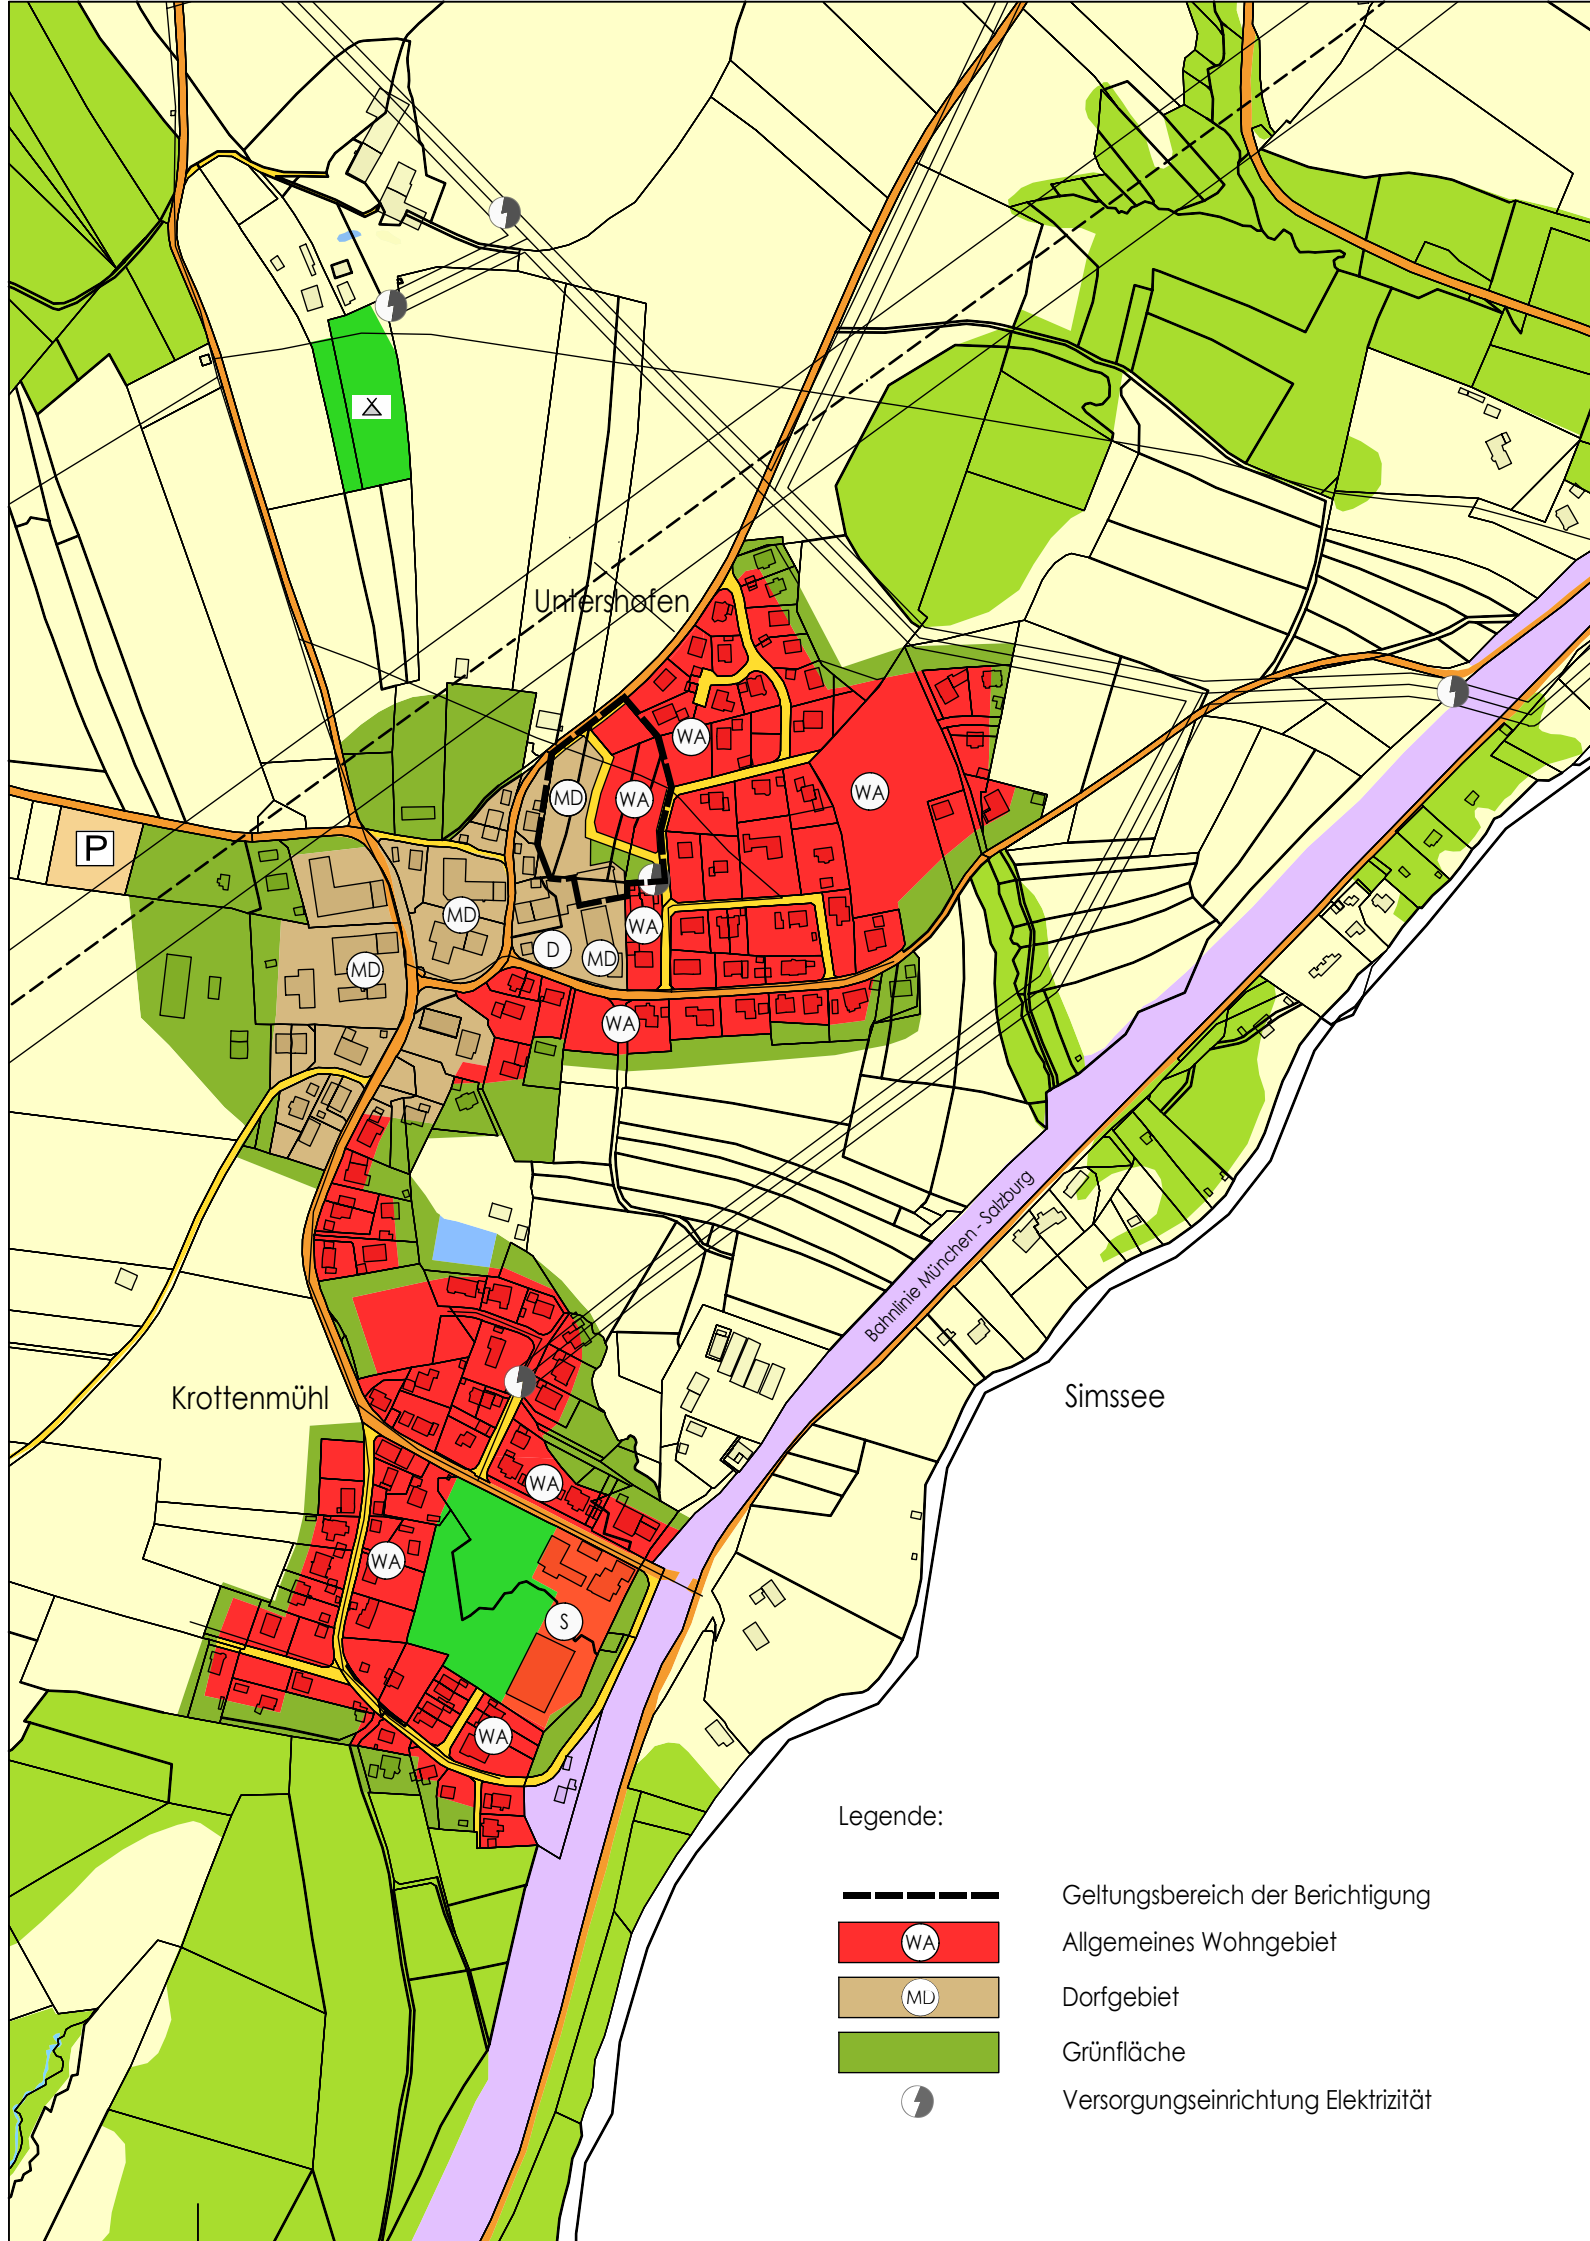 Untershofen
WA
MD
WA
WA
P
MD
WA
D
MD
MD
WA
Bahnlinie München - Salzburg
Krottenmühl
Simssee
WA
WA
S
WA
Legende:
Geltungsbereich der Berichtigung
WA
Allgemeines Wohngebiet
MD
Dorfgebiet
Grünfläche
Versorgungseinrichtung Elektrizität